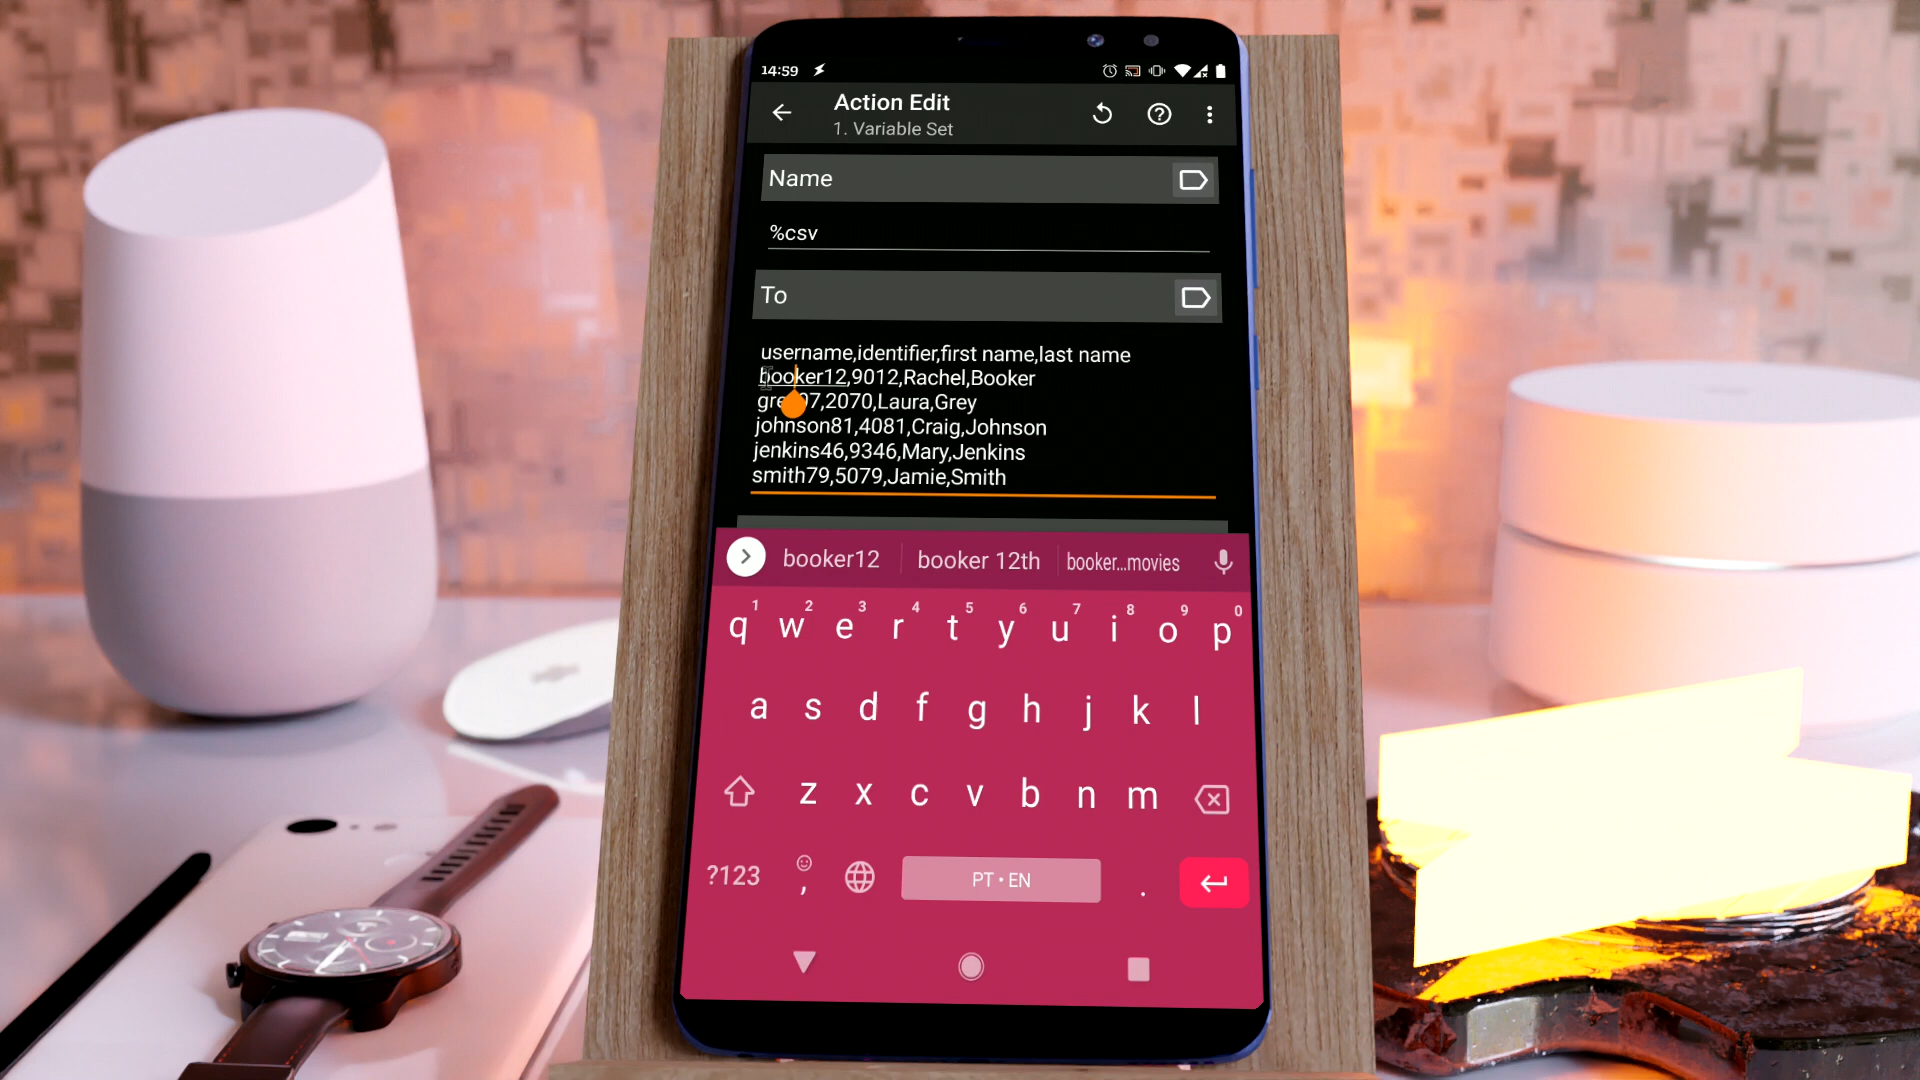 14:59
Action Edit
1. Variable Set
Name
%csv
To
username,identifier,first name,last name
booker12,9012,Rachel,Booker
grey07,2070,Laura,Grey
johnson81,4081,Craig,Johnson
jenkins46,9346,Mary,Jenkins
smith79,5079,Jamie,Smith
booker12 booker 12th booker...movies
1 2 3 4 5 6 7 8 9 0
q w e r t y u i o p
a s d f g h j k l
z x c v b n m
?123 , PT • EN .